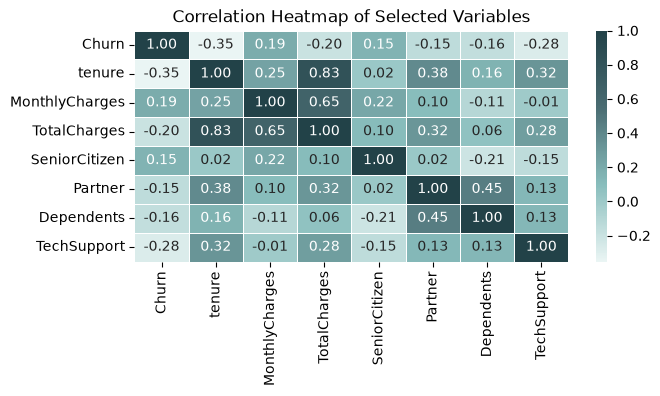 Correlation Heatmap of Selected Variables
Churn 1.00 -0.35 0.19 -0.20 0.15 -0.15 -0.16 -0.28
tenure -0.35 1.00 0.25 0.83 0.02 0.38 0.16 0.32
MonthlyCharges 0.19 0.25 1.00 0.65 0.22 0.10 -0.11 -0.01
TotalCharges -0.20 0.83 0.65 1.00 0.10 0.32 0.06 0.28
SeniorCitizen 0.15 0.02 0.22 0.10 1.00 0.02 -0.21 -0.15
Partner -0.15 0.38 0.10 0.32 0.02 1.00 0.45 0.13
Dependents -0.16 0.16 -0.11 0.06 -0.21 0.45 1.00 0.13
TechSupport -0.28 0.32 -0.01 0.28 -0.15 0.13 0.13 1.00
Churn
tenure
MonthlyCharges
TotalCharges
SeniorCitizen
Partner
Dependents
TechSupport
1.0
0.8
0.6
0.4
0.2
0.0
−0.2